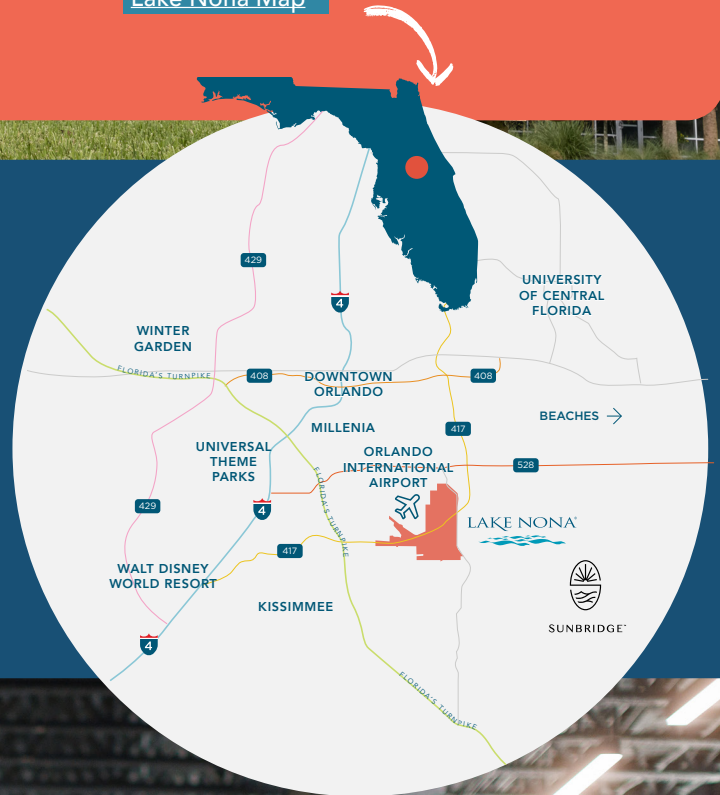 Lake Nona Map
429
4
UNIVERSITY
OF CENTRAL
FLORIDA
WINTER
GARDEN
FLORIDA'S TURNPIKE
408
DOWNTOWN
ORLANDO
408
BEACHES
MILLENIA
417
UNIVERSAL
THEME
PARKS
ORLANDO
INTERNATIONAL
AIRPORT
528
FLORIDA'S TURNPIKE
429
4
LAKE NONA®
417
WALT DISNEY
WORLD RESORT
KISSIMMEE
SUNBRIDGE™
4
FLORIDA'S TURNPIKE